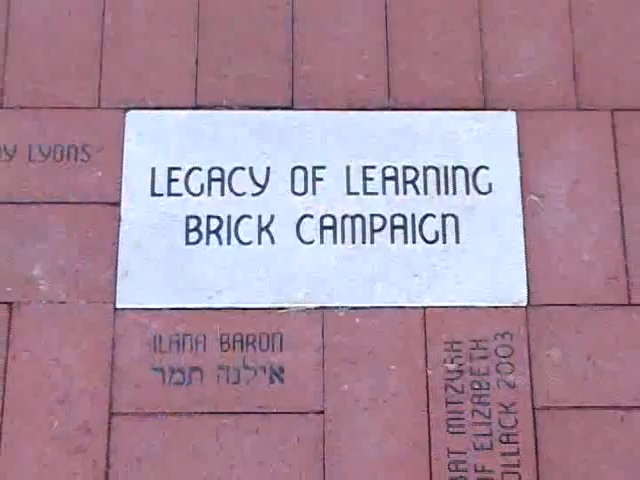 LEGACY OF LEARNING
BRICK CAMPAIGN
LYONS
ILANA BARON
אילנה תמר
BAT MITZVAH
OF ELIZABETH
2003